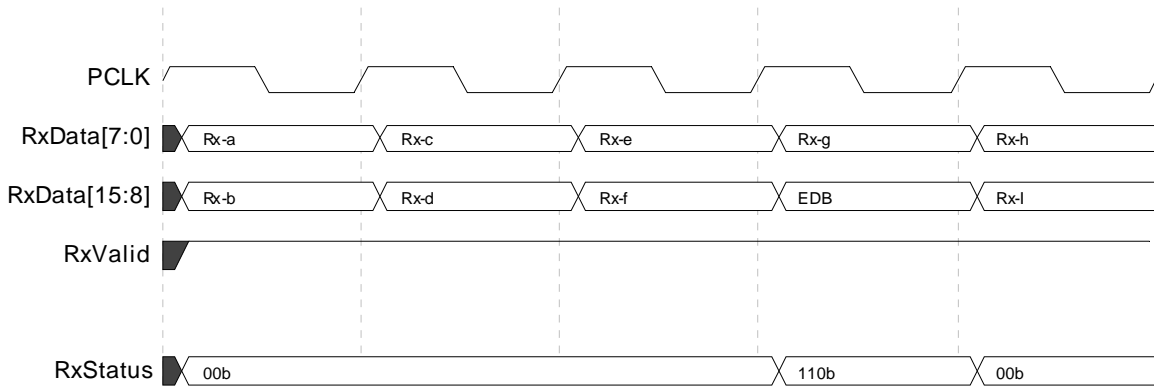 PCLK
RxData[7:0] Rx-a Rx-c Rx-e Rx-g Rx-h
RxData[15:8] Rx-b Rx-d Rx-f EDB Rx-I
RxValid
RxStatus 00b 110b 00b